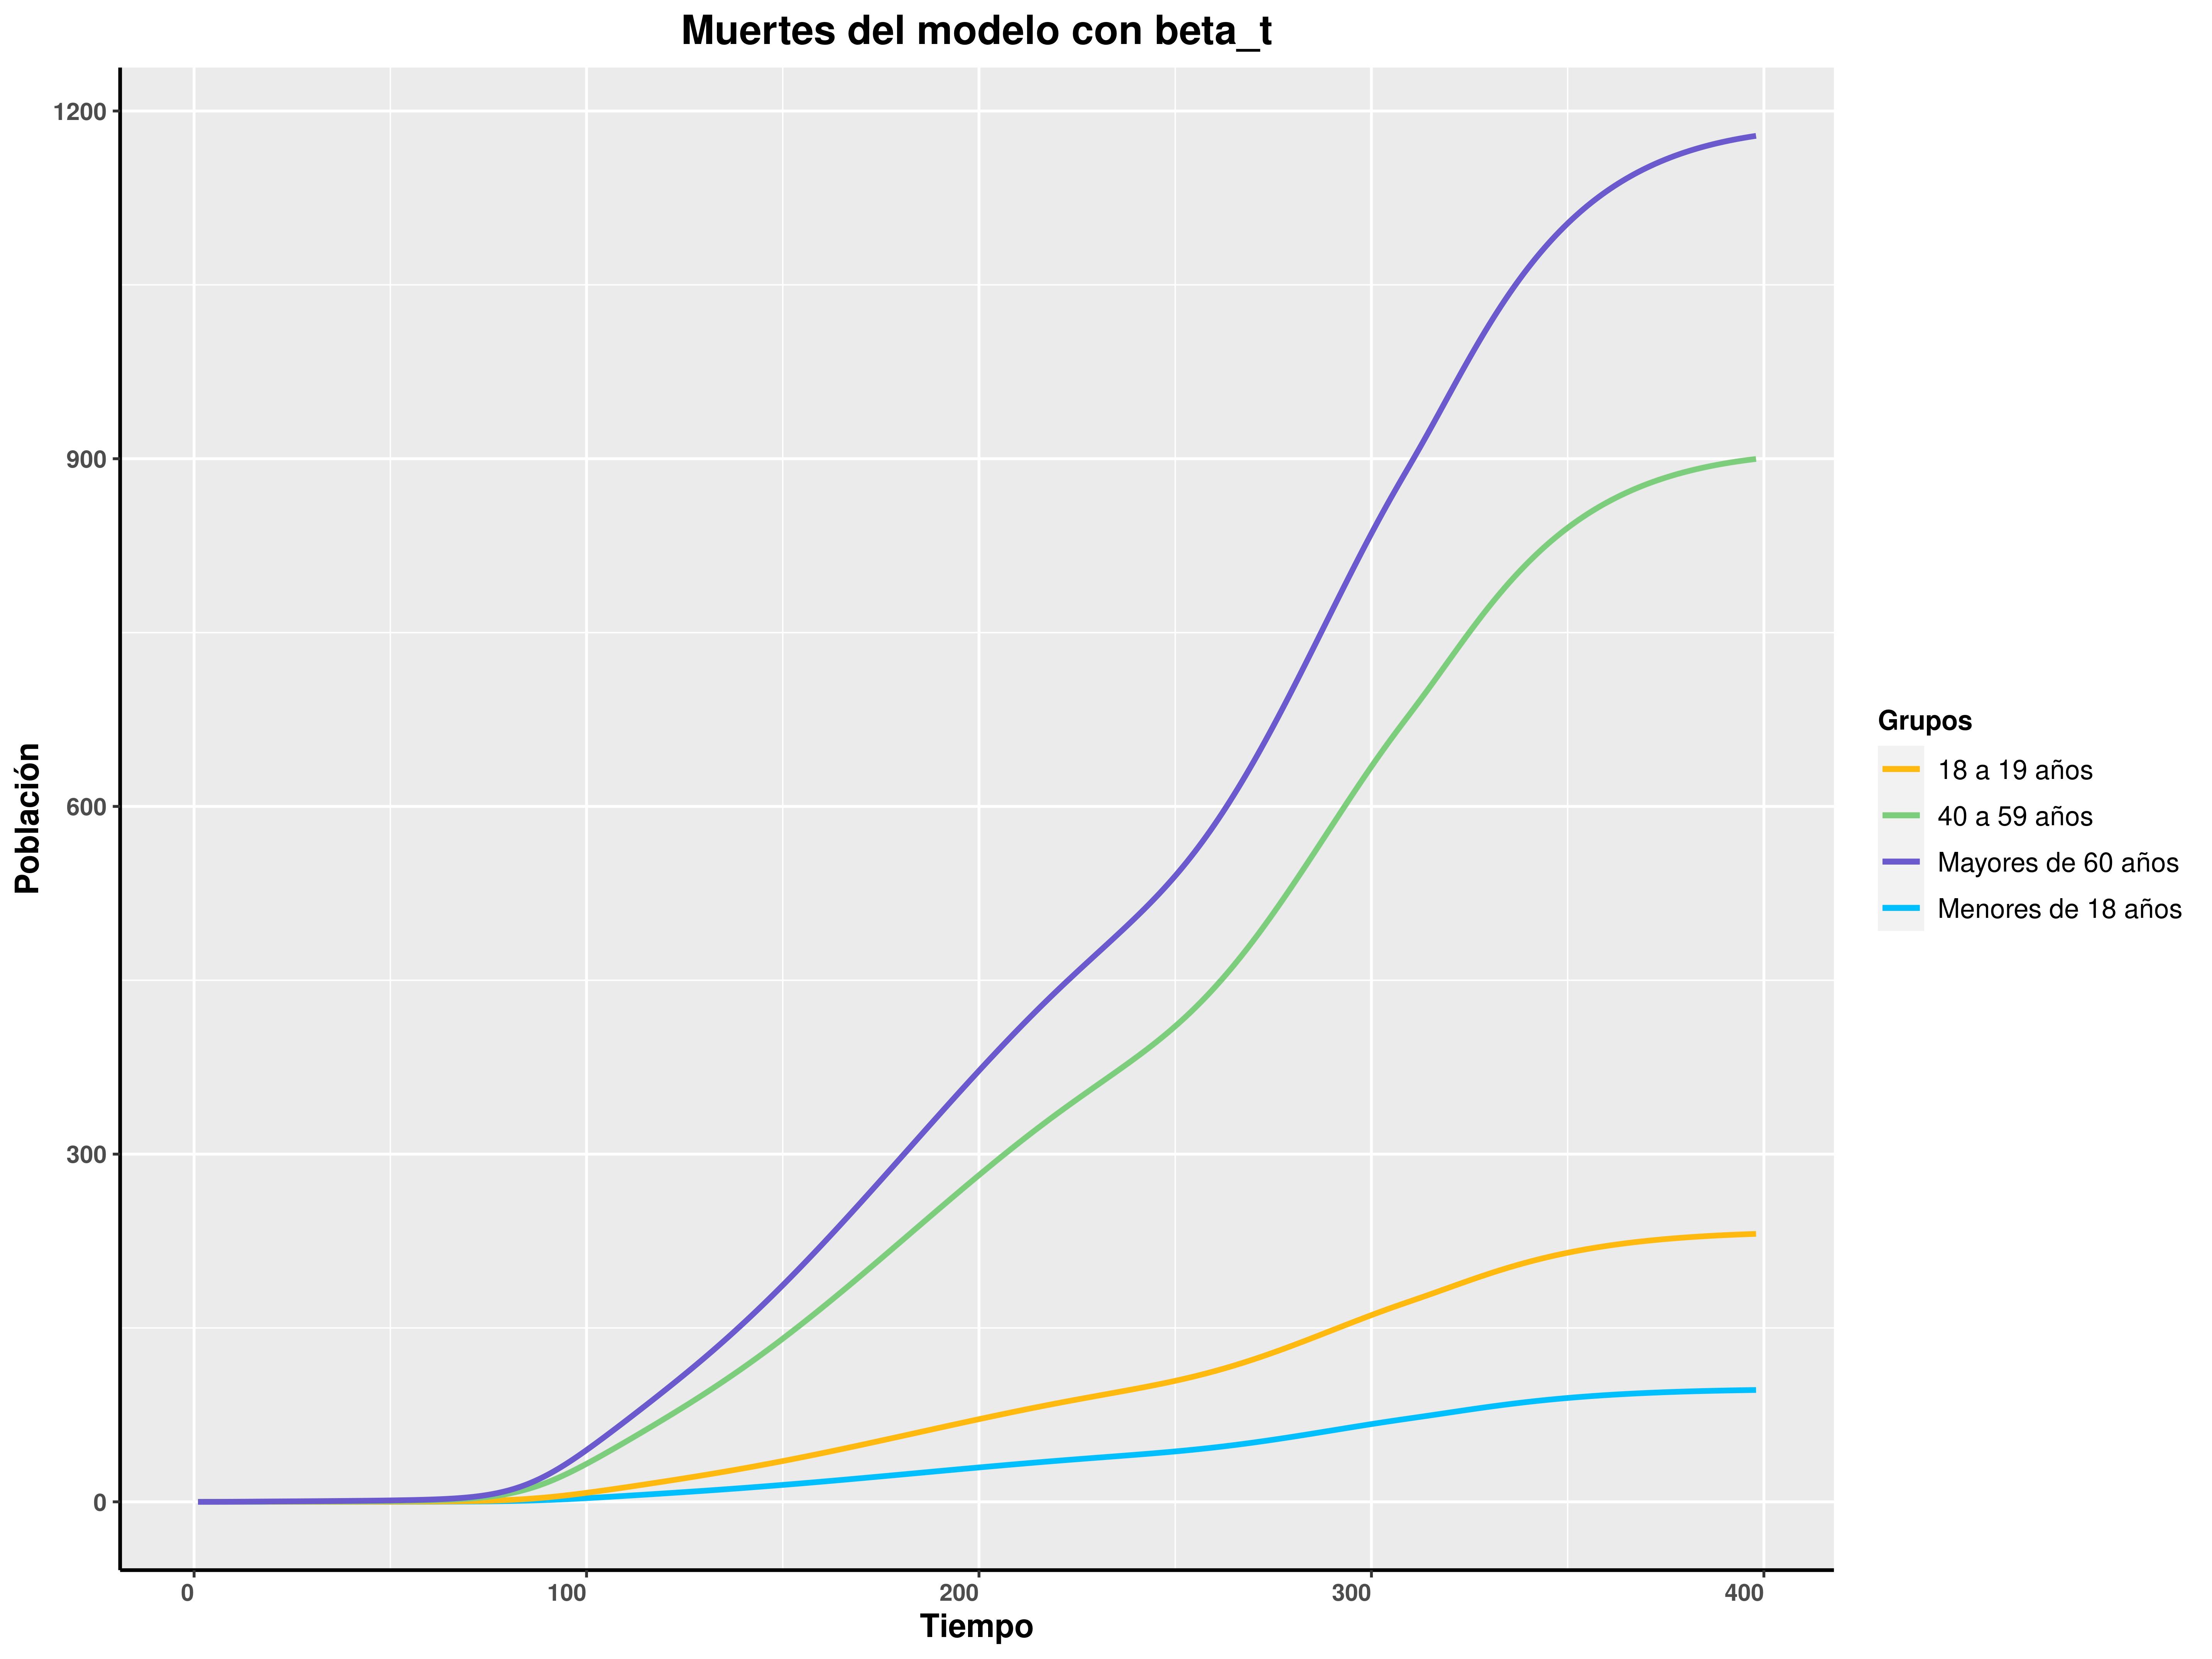 Muertes del modelo con beta_t
1200
900
600
300
0
Población
0
100
200
300
400
Tiempo
Grupos
18 a 19 años
40 a 59 años
Mayores de 60 años
Menores de 18 años